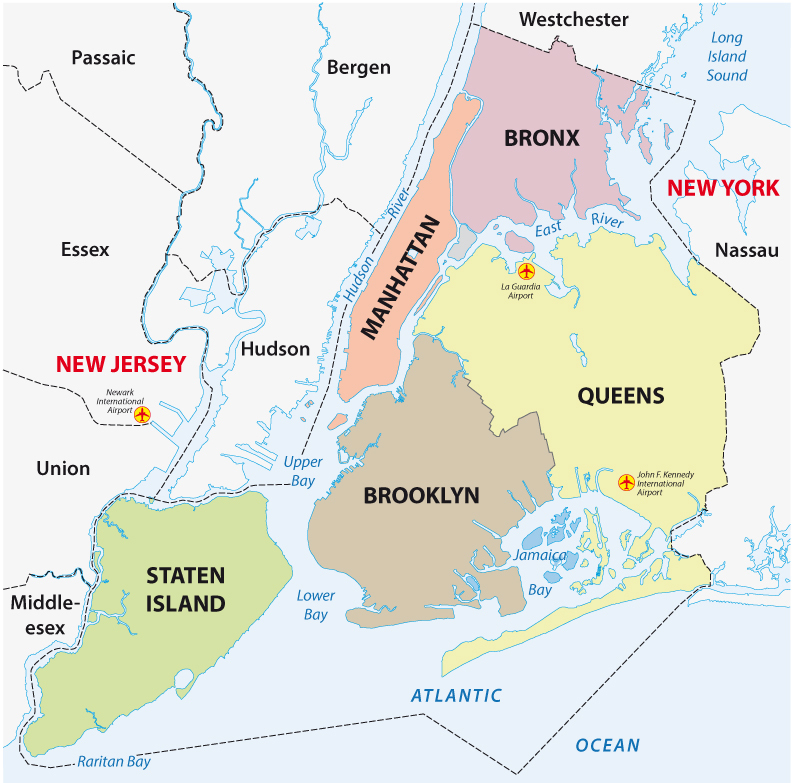 Westchester
Passaic
Long
Island
Sound
Bergen
BRONX
NEW YORK
Hudson
River
East
River
Essex
Nassau
MANHATTAN
La Guardia
Airport
Hudson
NEW JERSEY
Newark
International
Airport
QUEENS
Union
Upper
Bay
John F. Kennedy
International
Airport
BROOKLYN
Jamaica
Bay
STATEN
ISLAND
Middle-
esex
Lower
Bay
ATLANTIC
OCEAN
Raritan Bay